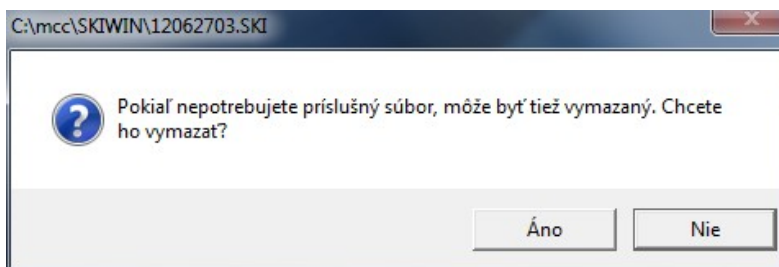 C:\mcc\SKIWIN\12062703.SKI
Pokiaľ nepotrebujete príslušný súbor, môže byť tiež vymazaný. Chcete
ho vymazať?
Áno
Nie